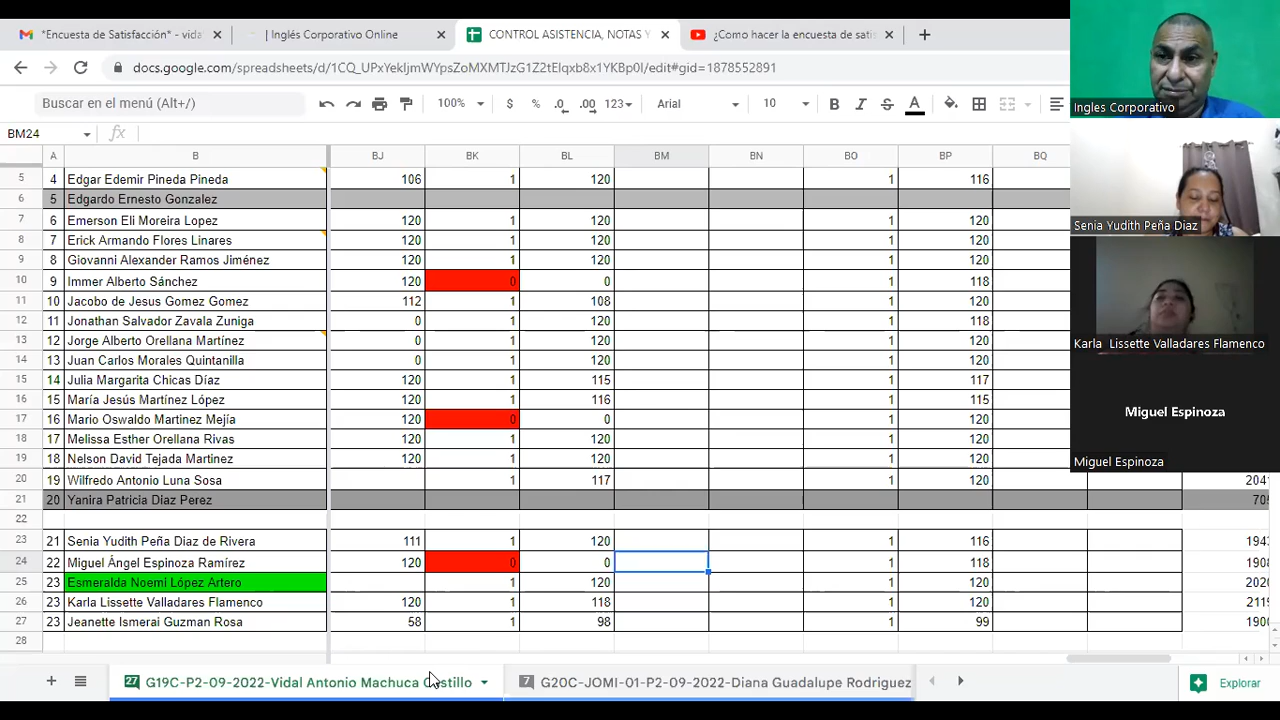 *Encuesta de Satisfacción* - vida × | Inglés Corporativo Online × CONTROL ASISTENCIA, NOTAS Y × ¿Como hacer la encuesta de satis × +
docs.google.com/spreadsheets/d/1CQ_UPxYekIjmWYpsZoMXMTJzG1Z2tElqxb8x1YKBp0I/edit#gid=1878552891
Buscar en el menú (Alt+/) 100% $ % .0 .00 123 Arial 10 B I S A
BM24 fx
A B BJ BK BL BM BN BO BP BQ
5 4 Edgar Edemir Pineda Pineda 106 1 120 1 116
6 5 Edgardo Ernesto Gonzalez
7 6 Emerson Eli Moreira Lopez 120 1 120 1 120
8 7 Erick Armando Flores Linares 120 1 120 1 120
9 8 Giovanni Alexander Ramos Jiménez 120 1 120 1 120
10 9 Immer Alberto Sánchez 120 0 0 1 118
11 10 Jacobo de Jesus Gomez Gomez 112 1 108 1 120
12 11 Jonathan Salvador Zavala Zuniga 0 1 120 1 118
13 12 Jorge Alberto Orellana Martínez 0 1 120 1 120
14 13 Juan Carlos Morales Quintanilla 0 1 120 1 120
15 14 Julia Margarita Chicas Díaz 120 1 115 1 117
16 15 María Jesús Martínez López 120 1 116 1 115
17 16 Mario Oswaldo Martinez Mejía 120 0 0 1 120
18 17 Melissa Esther Orellana Rivas 120 1 120 1 120
19 18 Nelson David Tejada Martinez 120 1 120 1 120
20 19 Wilfredo Antonio Luna Sosa 1 117 1 120 204
21 20 Yanira Patricia Diaz Perez 70
22
23 21 Senia Yudith Peña Diaz de Rivera 111 1 120 1 116 194
24 22 Miguel Ángel Espinoza Ramírez 120 0 0 1 118 190
25 23 Esmeralda Noemi López Artero 1 120 1 120 202
26 23 Karla Lissette Valladares Flamenco 120 1 118 1 120 211
27 23 Jeanette Ismerai Guzman Rosa 58 1 98 1 99 190
28
+ 27 G19C-P2-09-2022-Vidal Antonio Machuca Castillo 7 G20C-JOMI-01-P2-09-2022-Diana Guadalupe Rodriguez Explorar
Ingles Corporativo
Senia Yudith Peña Diaz
Karla Lissette Valladares Flamenco
Miguel Espinoza
Miguel Espinoza